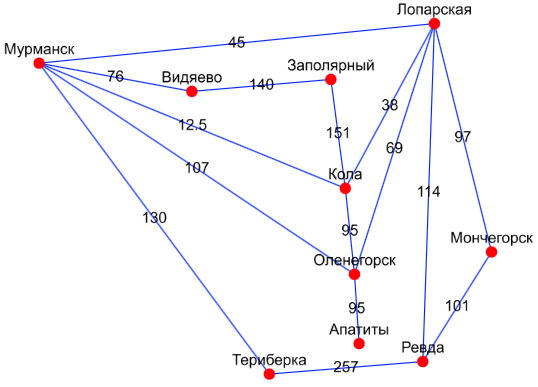 Лопарская
45
Мурманск
Заполярный
76
Видяево
140
38
12.5
151
97
69
107
Кола
114
130
95
Мончегорск
Оленегорск
95
101
Апатиты
Ревда
Териберка
257